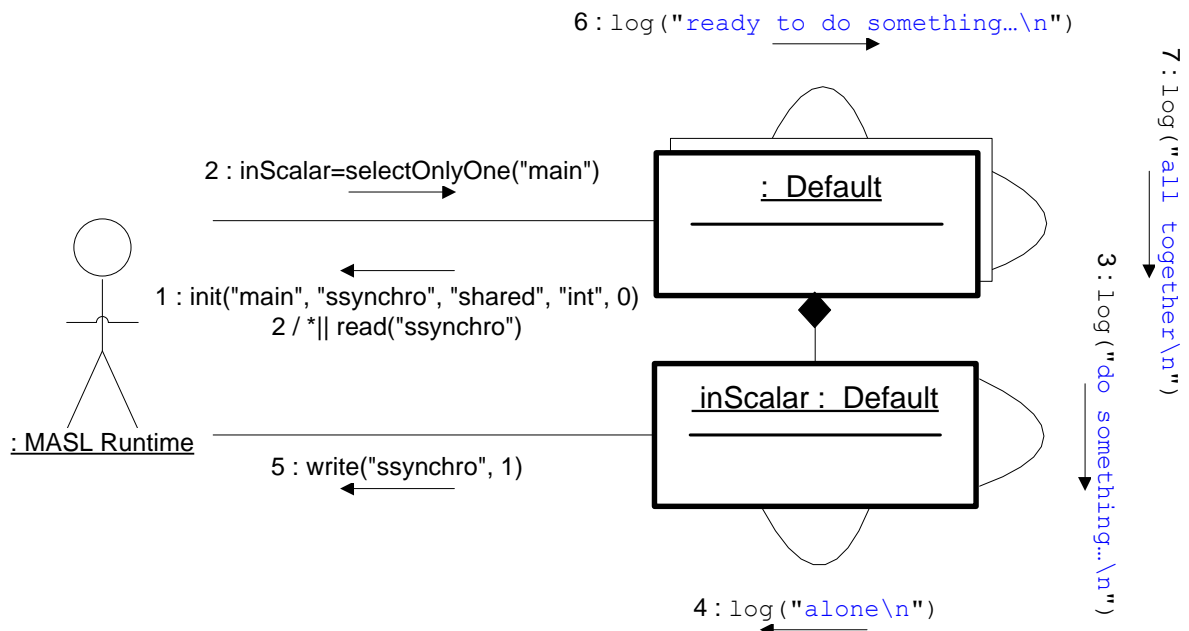 6 : log("ready to do something…\n")
7 : log("all together\n")
2 : inScalar=selectOnlyOne("main")
: Default
1 : init("main", "ssynchro", "shared", "int", 0)
2 / *|| read("ssynchro")
3 : log("do something…\n")
inScalar : Default
: MASL Runtime
5 : write("ssynchro", 1)
4 : log("alone\n")